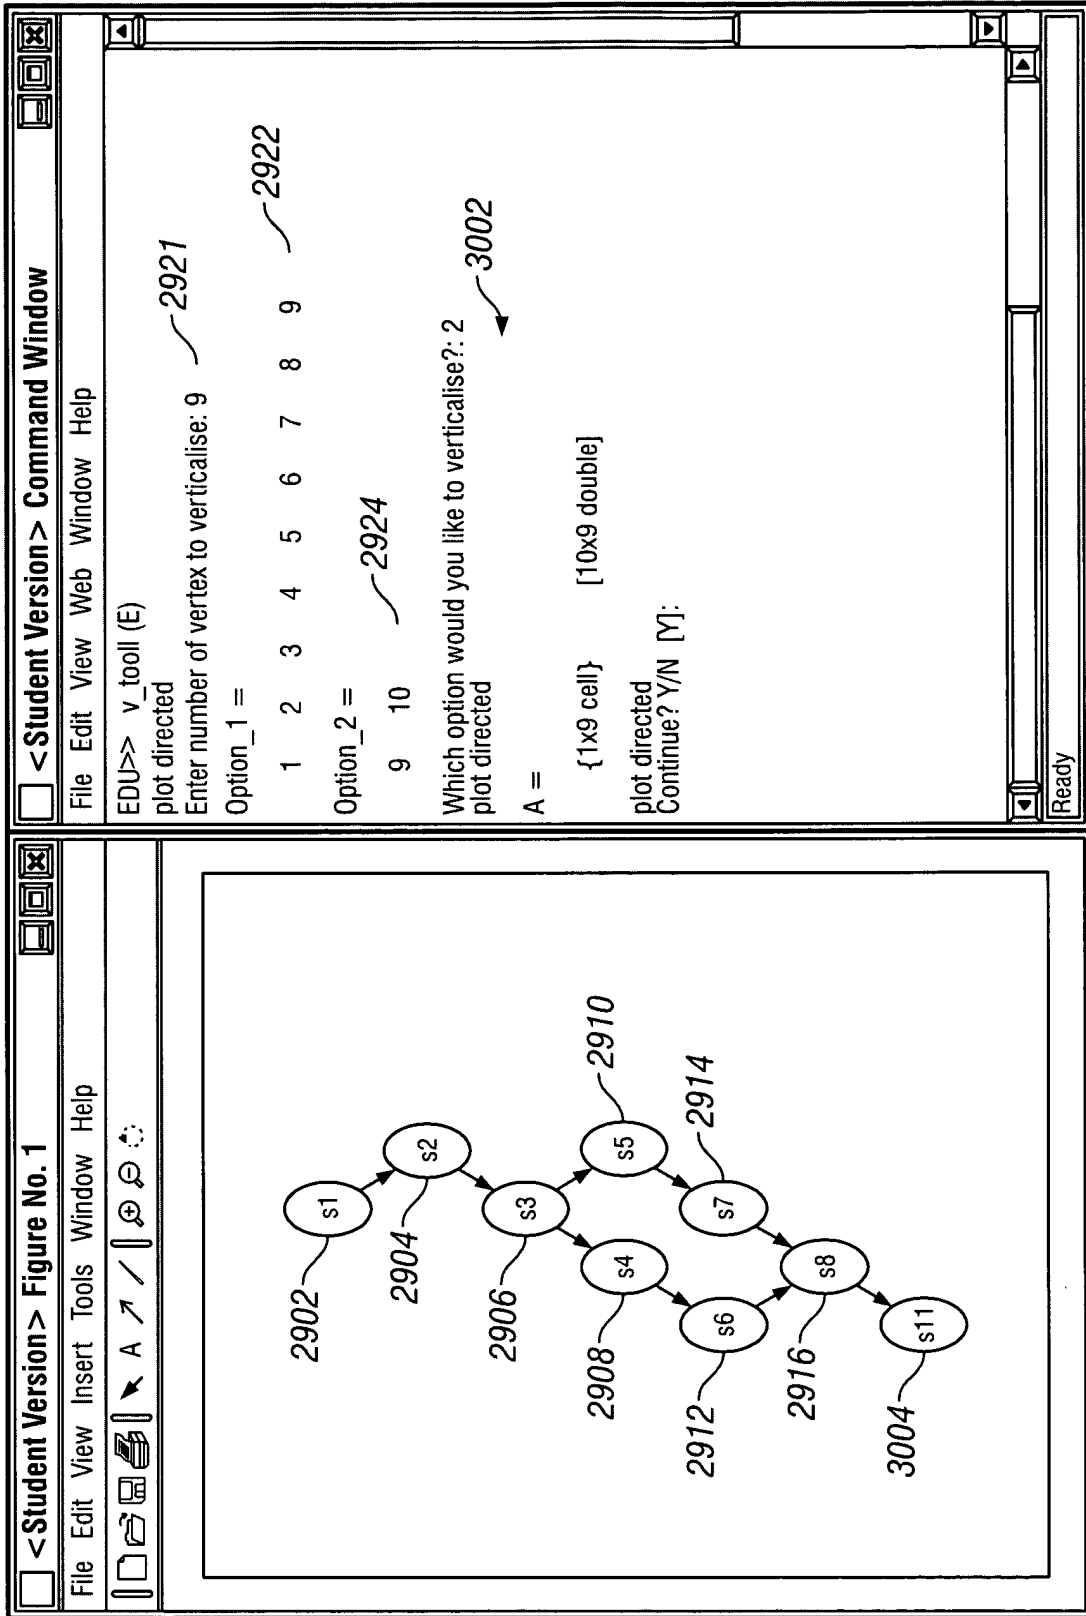 <Student Version> Figure No. 1
File Edit View Insert Tools Window Help
A
s1
2902
s2
2904
s3
2906
s4
2908
s5
2910
s6
2912
s7
2914
s8
2916
s11
3004
<Student Version> Command Window
File Edit View Web Window Help
EDU>> v_tooll (E)
plot directed
Enter number of vertex to verticalise: 9 2921
Option_1 =
1 2 3 4 5 6 7 8 9 2922
Option_2 =
9 10 2924
Which option would you like to verticalise?: 2
plot directed 3002
A =
{1x9 cell} [10x9 double]
plot directed
Continue? Y/N [Y]:
Ready